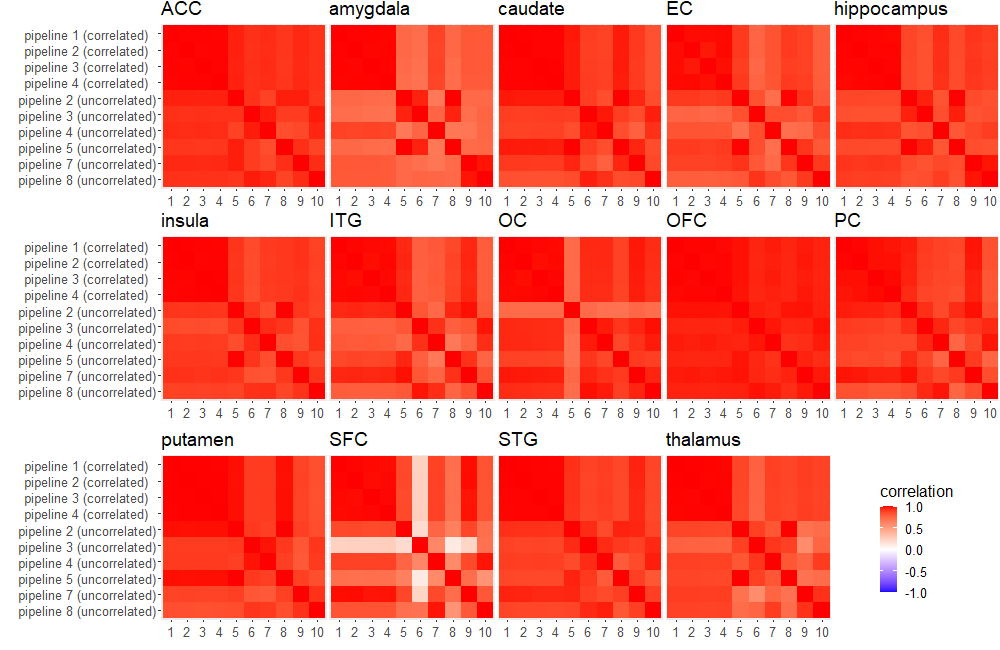 ACC amygdala caudate EC hippocampus
pipeline 1 (correlated)
pipeline 2 (correlated)
pipeline 3 (correlated)
pipeline 4 (correlated)
pipeline 2 (uncorrelated)
pipeline 3 (uncorrelated)
pipeline 4 (uncorrelated)
pipeline 5 (uncorrelated)
pipeline 7 (uncorrelated)
pipeline 8 (uncorrelated)
1 2 3 4 5 6 7 8 9 10 1 2 3 4 5 6 7 8 9 10 1 2 3 4 5 6 7 8 9 10 1 2 3 4 5 6 7 8 9 10 1 2 3 4 5 6 7 8 9 10
insula ITG OC OFC PC
pipeline 1 (correlated)
pipeline 2 (correlated)
pipeline 3 (correlated)
pipeline 4 (correlated)
pipeline 2 (uncorrelated)
pipeline 3 (uncorrelated)
pipeline 4 (uncorrelated)
pipeline 5 (uncorrelated)
pipeline 7 (uncorrelated)
pipeline 8 (uncorrelated)
1 2 3 4 5 6 7 8 9 10 1 2 3 4 5 6 7 8 9 10 1 2 3 4 5 6 7 8 9 10 1 2 3 4 5 6 7 8 9 10 1 2 3 4 5 6 7 8 9 10
putamen SFC STG thalamus
pipeline 1 (correlated)
pipeline 2 (correlated)
pipeline 3 (correlated)
pipeline 4 (correlated)
pipeline 2 (uncorrelated)
pipeline 3 (uncorrelated)
pipeline 4 (uncorrelated)
pipeline 5 (uncorrelated)
pipeline 7 (uncorrelated)
pipeline 8 (uncorrelated)
1 2 3 4 5 6 7 8 9 10 1 2 3 4 5 6 7 8 9 10 1 2 3 4 5 6 7 8 9 10 1 2 3 4 5 6 7 8 9 10
correlation
1.0
0.5
0.0
-0.5
-1.0